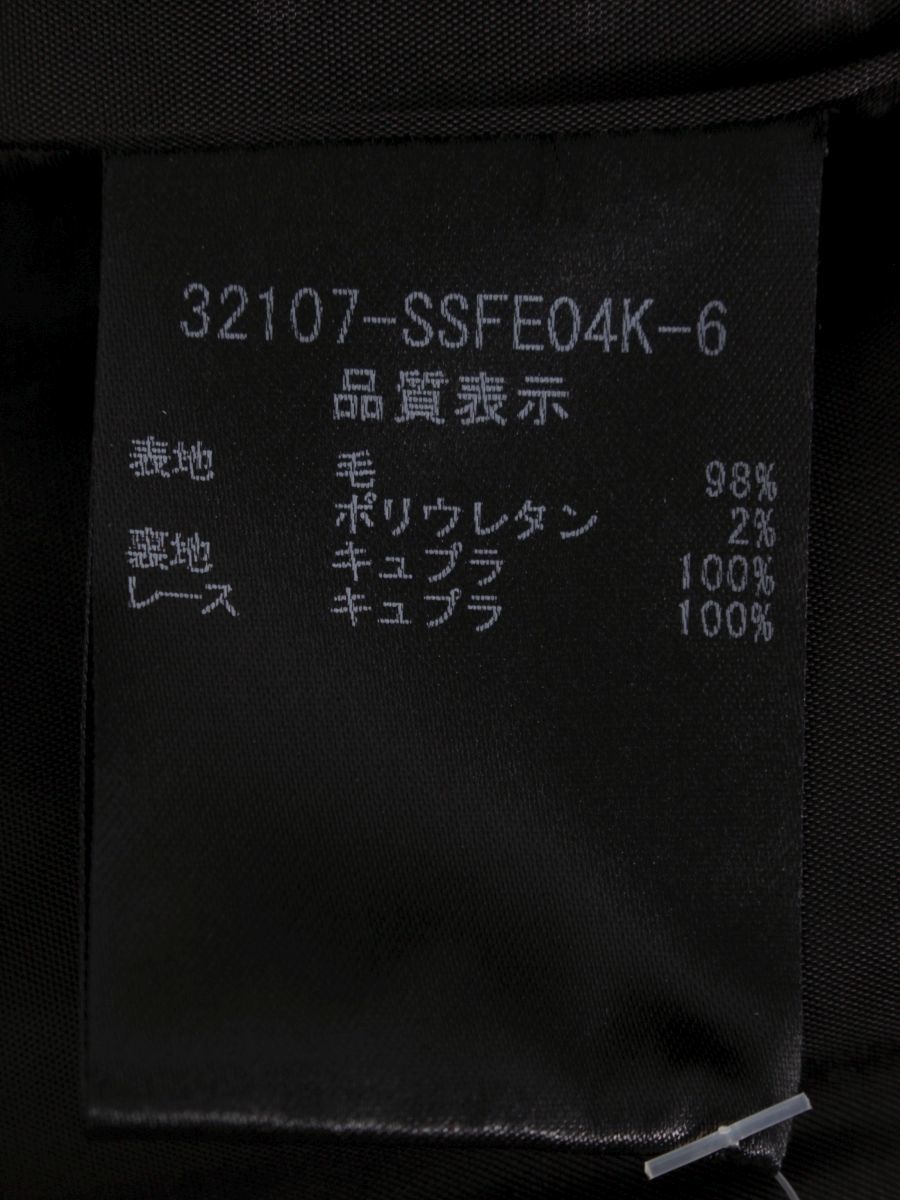 32107-SSFE04K-6
品質表示
表地 毛 98%
ポリウレタン 2%
裏地 キュプラ 100%
レース キュプラ 100%